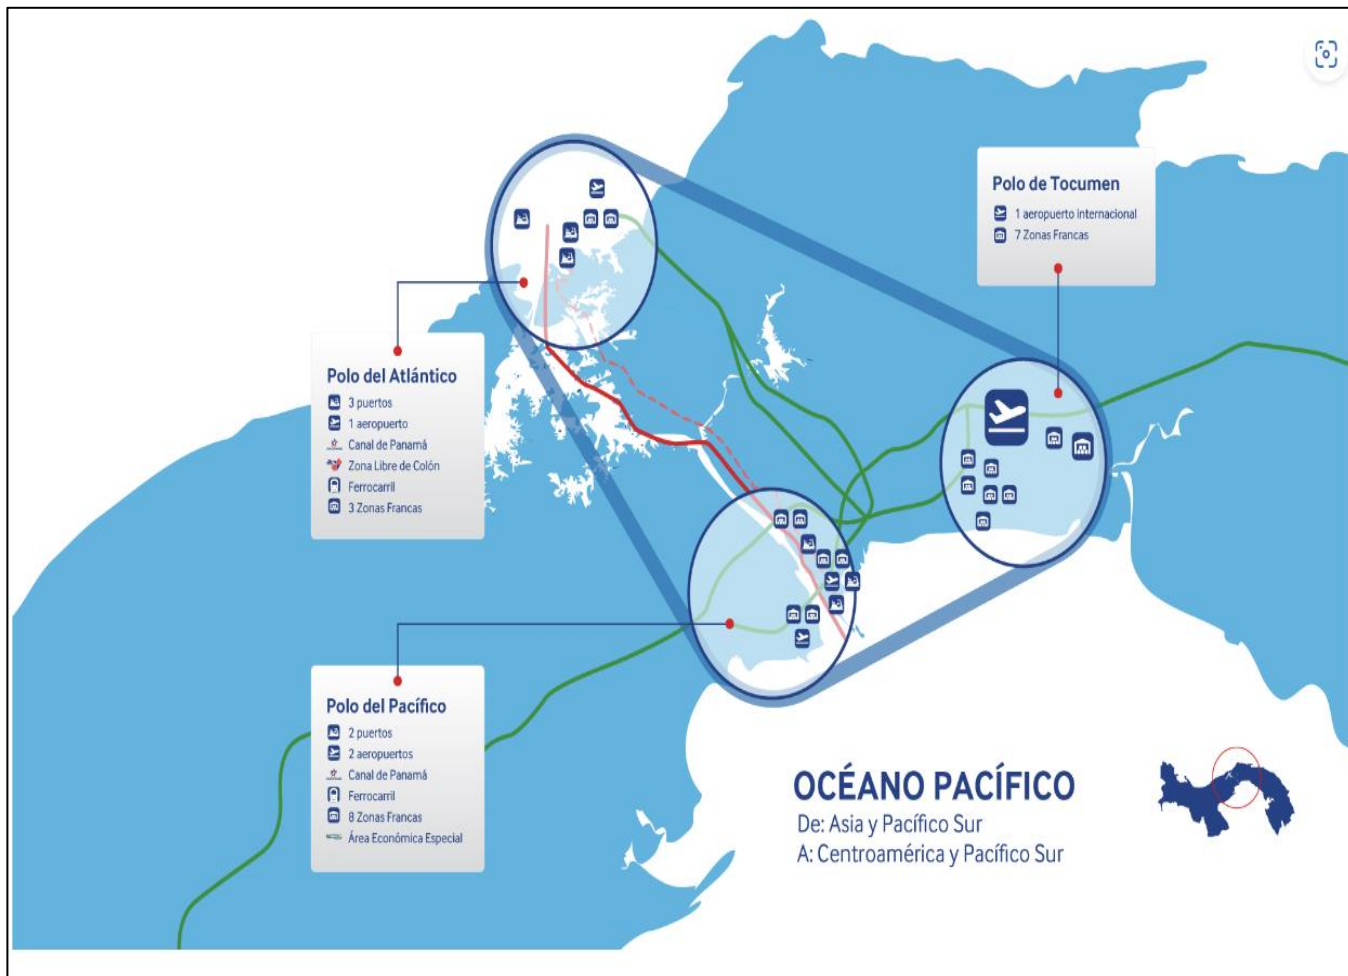 Polo de Tocumen
1 aeropuerto internacional
7 Zonas Francas
Polo del Atlántico
3 puertos
1 aeropuerto
Canal de Panamá
Zona Libre de Colón
Ferrocarril
3 Zonas Francas
Polo del Pacífico
2 puertos
2 aeropuertos
Canal de Panamá
Ferrocarril
8 Zonas Francas
Área Económica Especial
OCÉANO PACÍFICO
De: Asia y Pacífico Sur
A: Centroamérica y Pacífico Sur